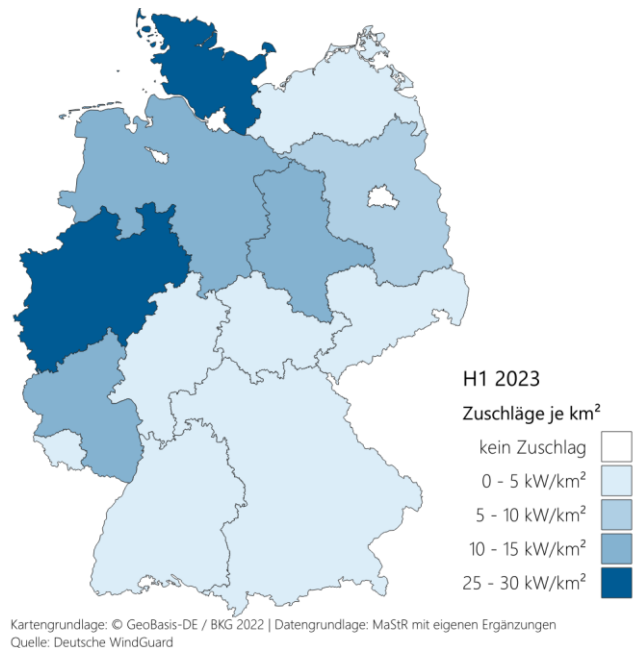 H1 2023
Zuschläge je km²
kein Zuschlag
0 - 5 kW/km²
5 - 10 kW/km²
10 - 15 kW/km²
25 - 30 kW/km²
Kartengrundlage: © GeoBasis-DE / BKG 2022 | Datengrundlage: MaStR mit eigenen Ergänzungen
Quelle: Deutsche WindGuard